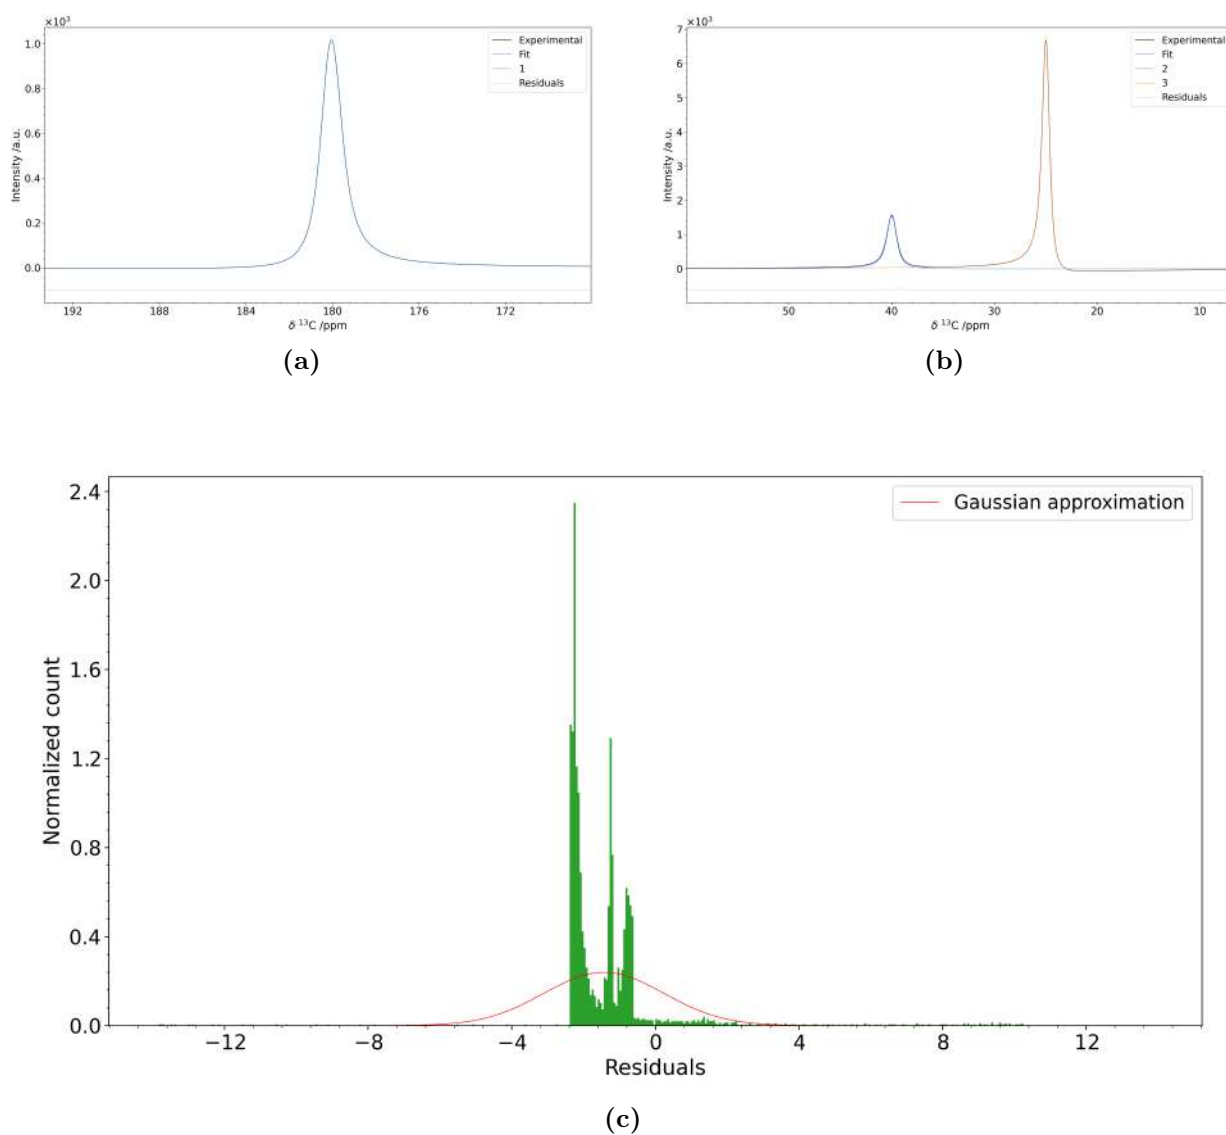 ×10³
×10³
Experimental
Fit
1
Residuals
Experimental
Fit
2
3
Residuals
Intensity /a.u.
1.0
0.8
0.6
0.4
0.2
0.0
192
188
184
180
176
172
δ ¹³C /ppm
Intensity /a.u.
7
6
5
4
3
2
1
0
50
40
30
20
10
δ ¹³C /ppm
(a)
(b)
Gaussian approximation
Normalized count
2.4
2.0
1.6
1.2
0.8
0.4
0.0
−12
−8
−4
0
4
8
12
Residuals
(c)